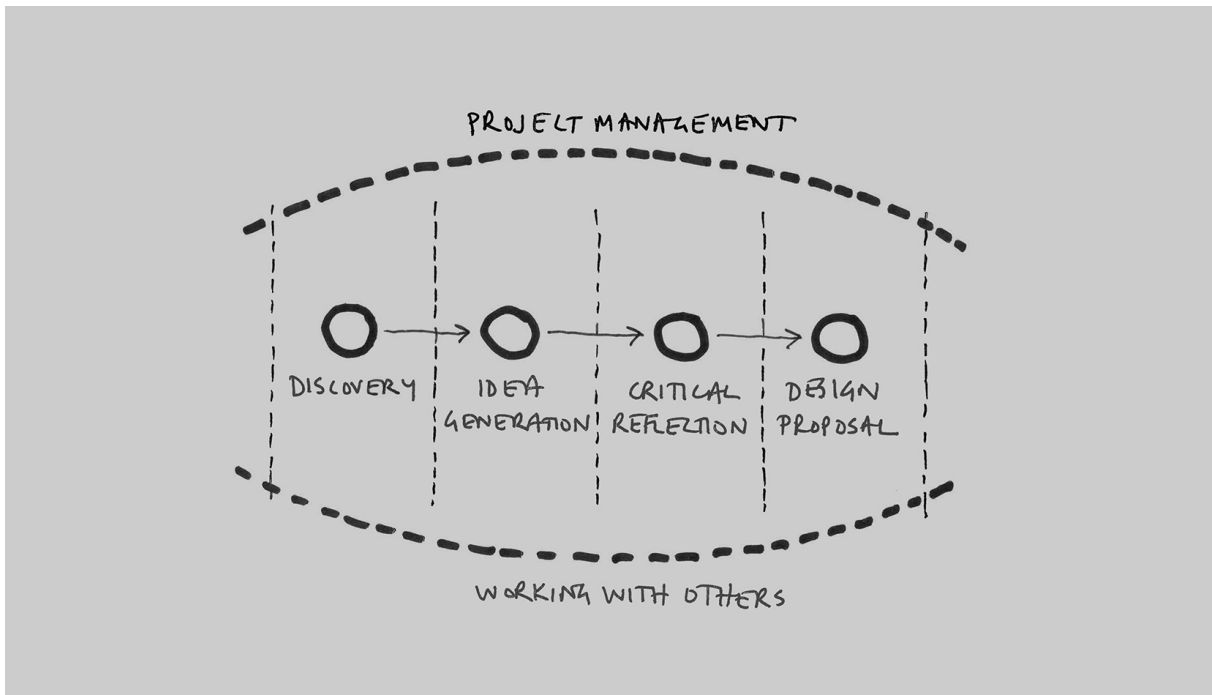 PROJECT MANAGEMENT
DISCOVERY
IDEA
GENERATION
CRITICAL
REFLECTION
DESIGN
PROPOSAL
WORKING WITH OTHERS